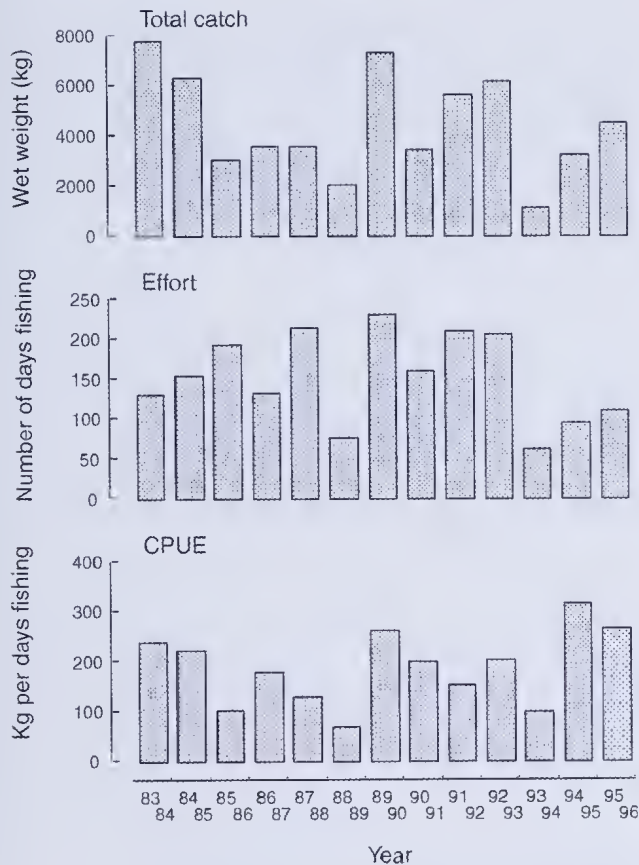 Total catch
Wet weight (kg)
8000
6000
4000
2000
0
Effort
Number of days fishing
250
200
150
100
50
0
CPUE
Kg per days fishing
400
300
200
100
0
83 84 85 86 87 88 89 90 91 92 93 94 95
84 85 86 87 88 89 90 91 92 93 94 95 96
Year